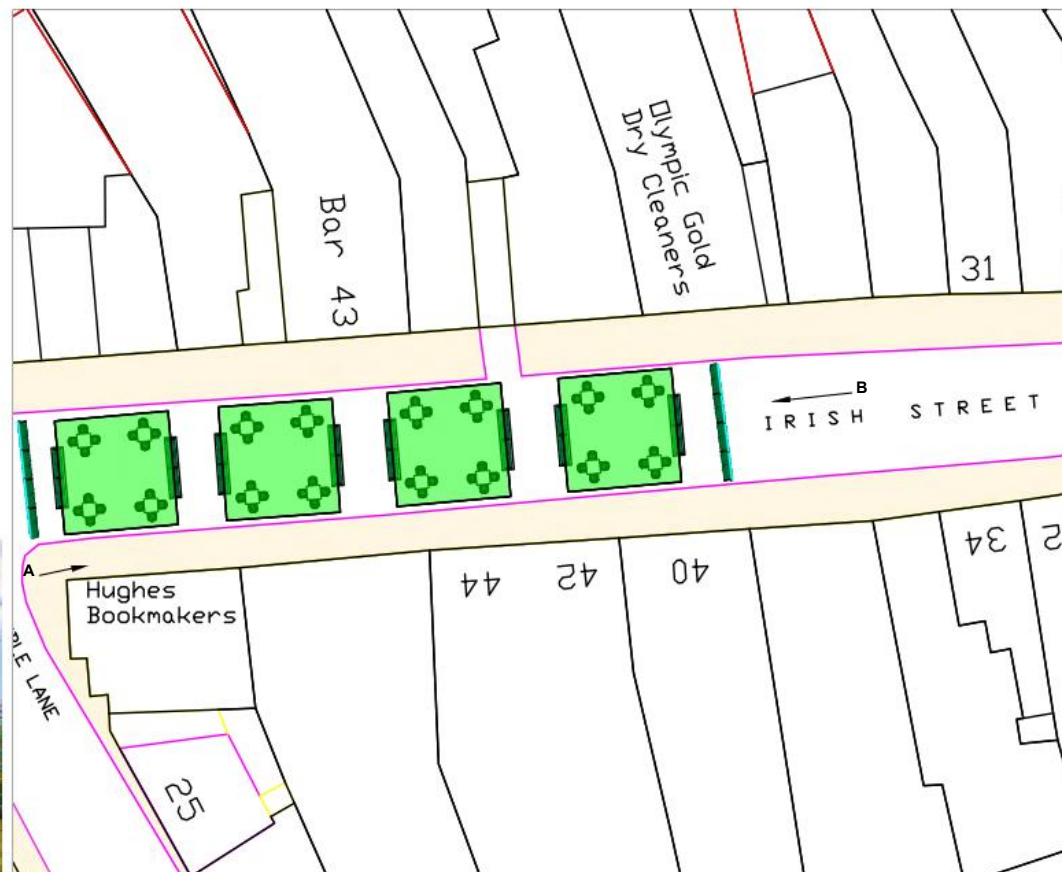 Olympic Gold
Dry Cleaners
Bar 43
31
B
IRISH STREET
A
Hughes
Bookmakers
44
42
40
34
LANE
25